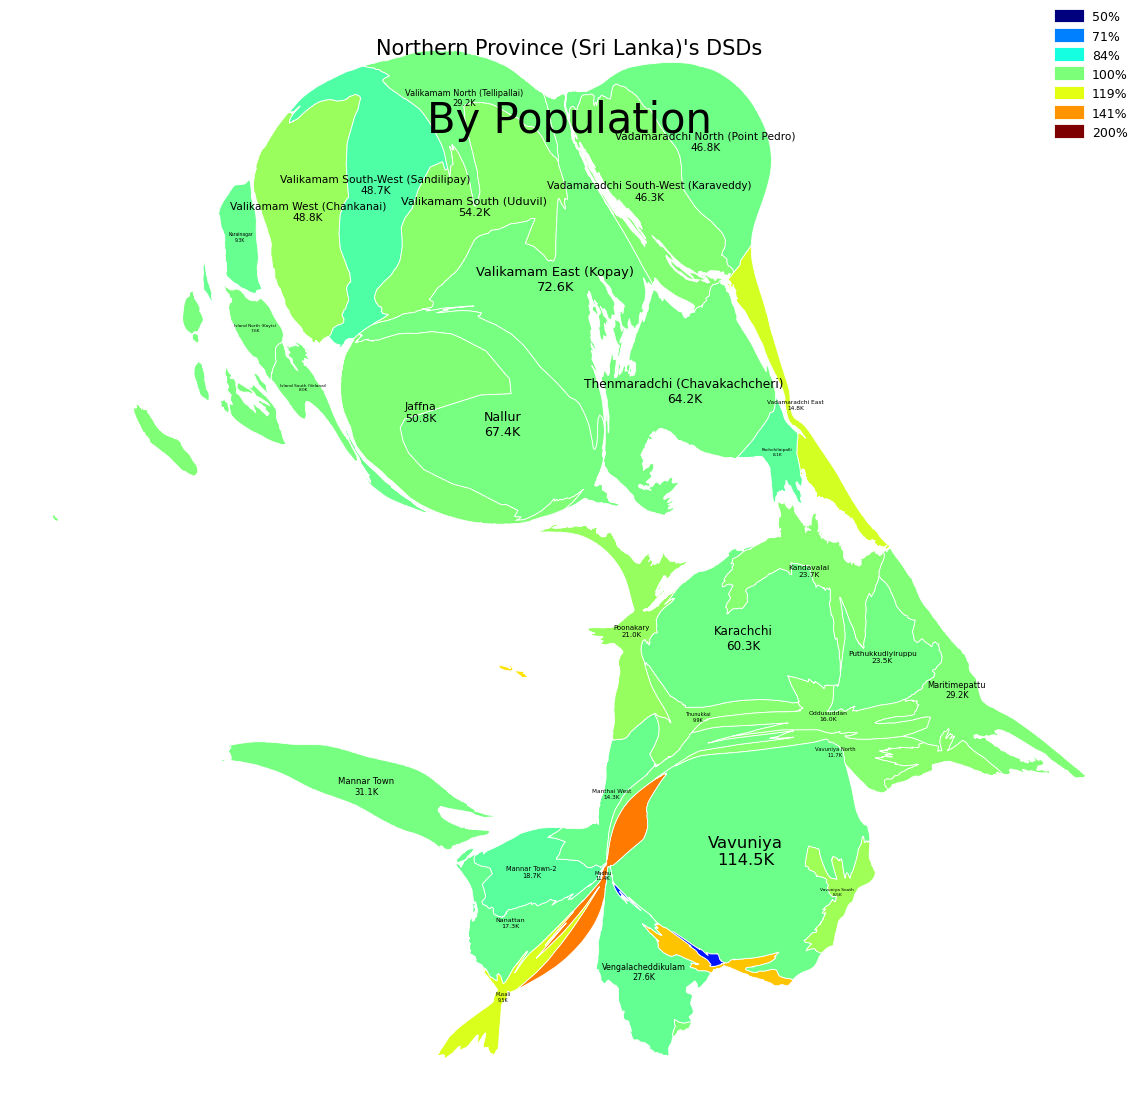 Northern Province (Sri Lanka)'s DSDs
By Population
50%
71%
84%
100%
119%
141%
200%
Valikamam North (Tellipallai)
29.2K
Vadamaradchi North (Point Pedro)
46.8K
Valikamam South-West (Sandilipay)
48.7K
Vadamaradchi South-West (Karaveddy)
46.3K
Valikamam West (Chankanai)
48.8K
Valikamam South (Uduvil)
54.2K
Karainagar
9.3K
Valikamam East (Kopay)
72.6K
Island North (Kayts)
Island South (Velanai)
Thenmaradchi (Chavakachcheri)
64.2K
Vadamaradchi East
14.8K
Jaffna
50.8K
Nallur
67.4K
Pachchilaipalli
8.1K
Kandavalai
23.7K
Poonakary
21.0K
Karachchi
60.3K
Puthukkudiyiruppu
23.5K
Maritimepattu
29.2K
Thunukkai
9.9K
Oddusuddan
16.0K
Vavuniya North
11.7K
Mannar Town
31.1K
Manthai West
14.3K
Vavuniya
114.5K
Mannar Town-2
18.7K
Madhu
11.4K
Vavuniya South
Nanattan
17.3K
Vengalacheddikulam
27.6K
Musali
9.5K